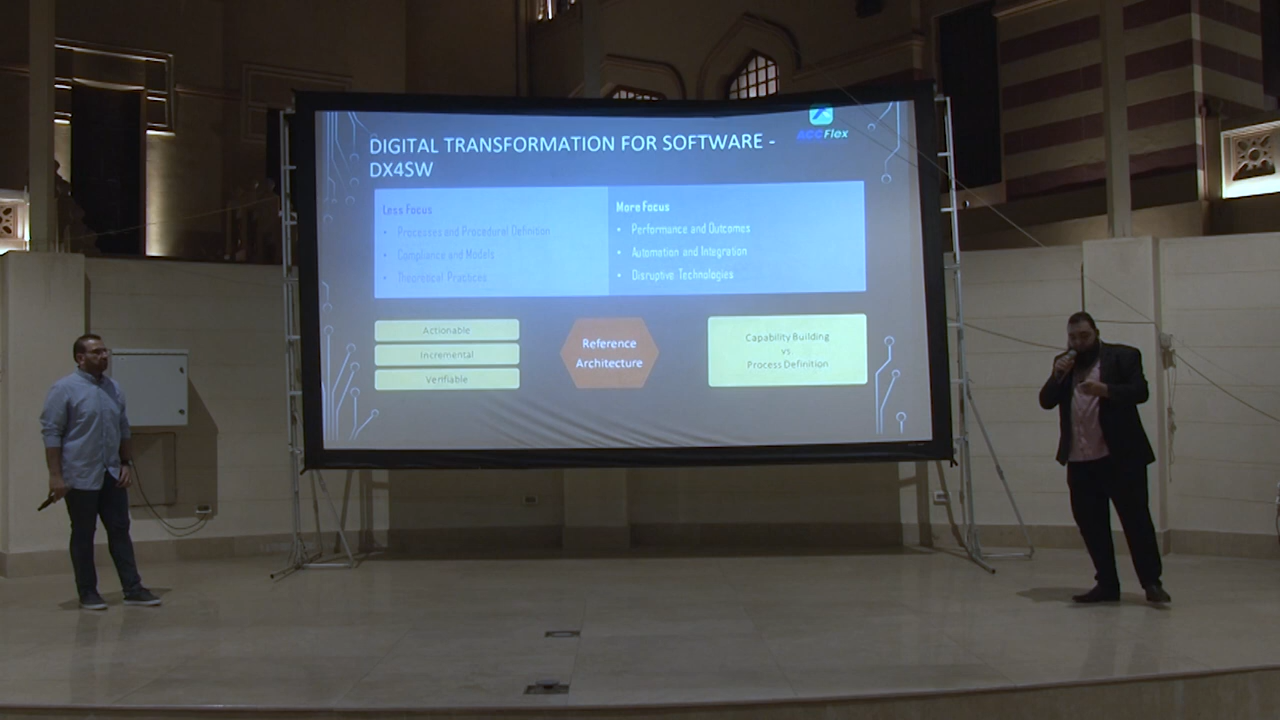 ACCFlex
DIGITAL TRANSFORMATION FOR SOFTWARE -
DX4SW
Less Focus
• Processes and Procedural Definition
• Compliance and Models
• Theoretical Practices
More Focus
• Performance and Outcomes
• Automation and Integration
• Disruptive Technologies
Actionable
Incremental
Verifiable
Reference
Architecture
Capability Building
vs
Process Definition